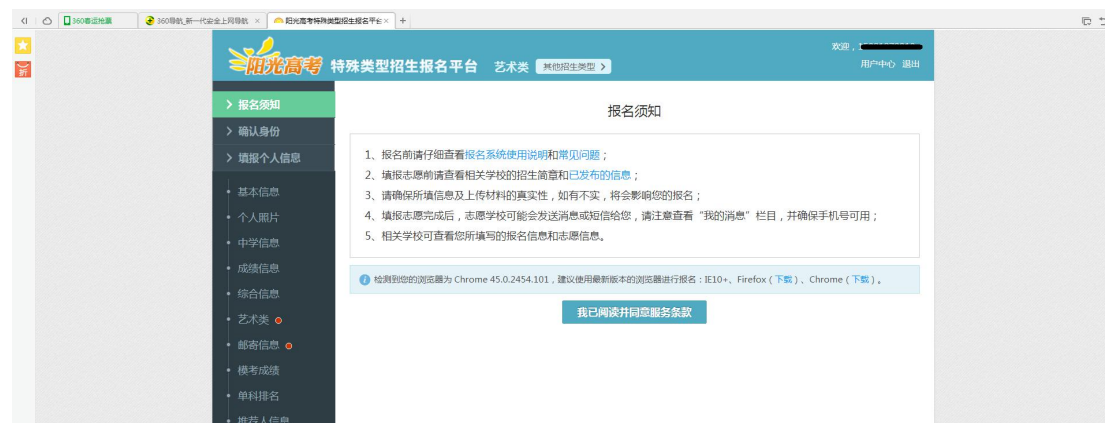 360春运抢票
360导航_新一代安全上网导航 ×
阳光高考特殊类型招生报名平台 × +
折
欢迎，
阳光高考 特殊类型招生报名平台 艺术类 其他招生类型 >
用户中心 退出
> 报名须知
> 确认身份
> 填报个人信息
• 基本信息
• 个人照片
• 中学信息
• 成绩信息
• 综合信息
• 艺术类
• 邮寄信息
• 模考成绩
• 单科排名
• 推荐人信息
报名须知
1、报名前请仔细查看报名系统使用说明和常见问题；
2、填报志愿前请查看相关学校的招生简章和已发布的信息；
3、请确保所填信息及上传材料的真实性，如有不实，将会影响您的报名；
4、填报志愿完成后，志愿学校可能会发送消息或短信给您，请注意查看“我的消息”栏目，并确保手机号可用；
5、相关学校可查看您所填写的报名信息和志愿信息。
检测到您的浏览器为 Chrome 45.0.2454.101，建议使用最新版本的浏览器进行报名：IE10+、Firefox（下载）、Chrome（下载）。
我已阅读并同意服务条款